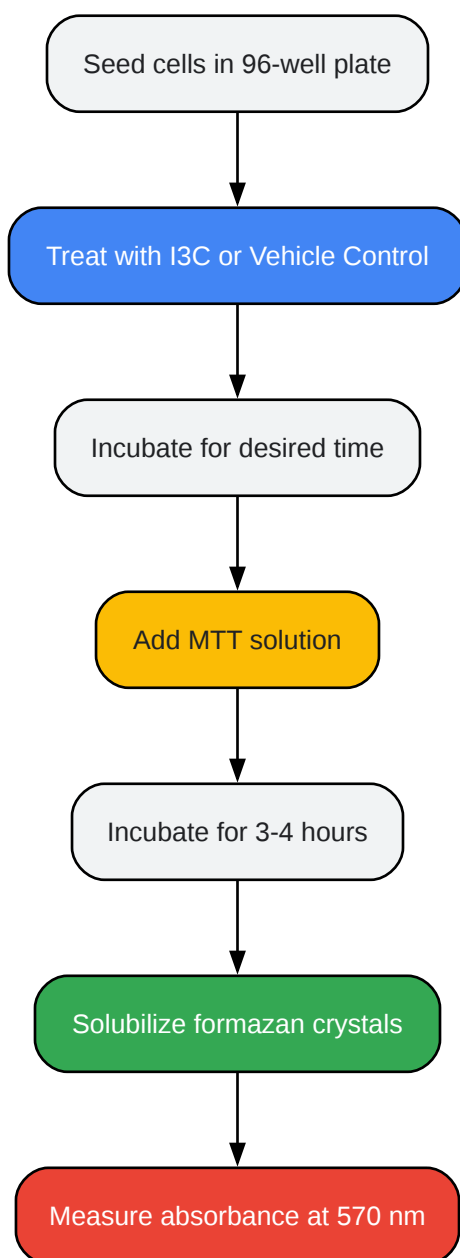 Seed cells in 96-well plate
Treat with I3C or Vehicle Control
Incubate for desired time
Add MTT solution
Incubate for 3-4 hours
Solubilize formazan crystals
Measure absorbance at 570 nm